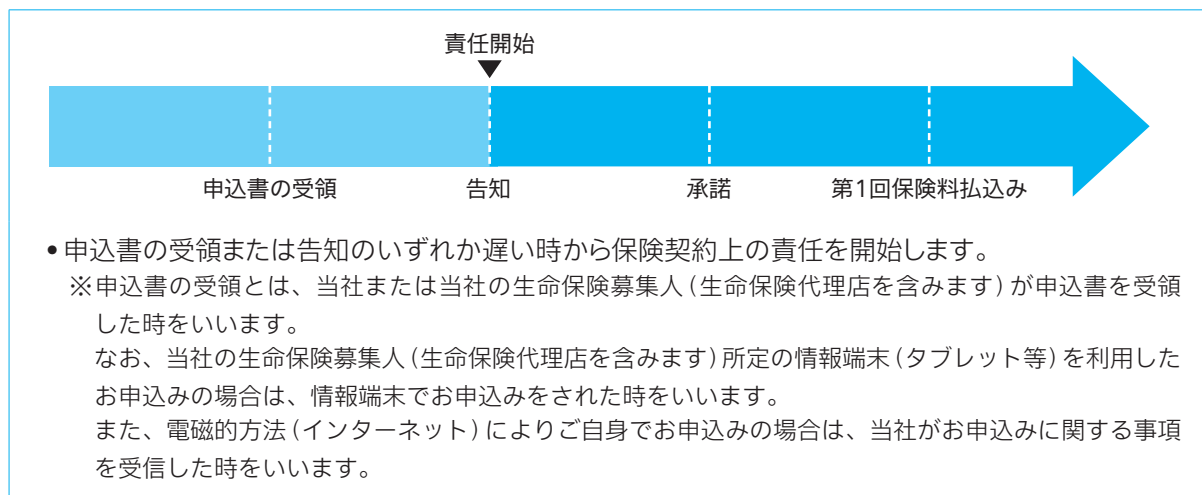 責任開始
申込書の受領 告知 承諾 第1回保険料払込み
•申込書の受領または告知のいずれか遅い時から保険契約上の責任を開始します。
※申込書の受領とは、当社または当社の生命保険募集人(生命保険代理店を含みます)が申込書を受領
した時をいいます。
なお、当社の生命保険募集人(生命保険代理店を含みます)所定の情報端末(タブレット等)を利用した
お申込みの場合は、情報端末でお申込みをされた時をいいます。
また、電磁的方法(インターネット)によりご自身でお申込みの場合は、当社がお申込みに関する事項
を受信した時をいいます。